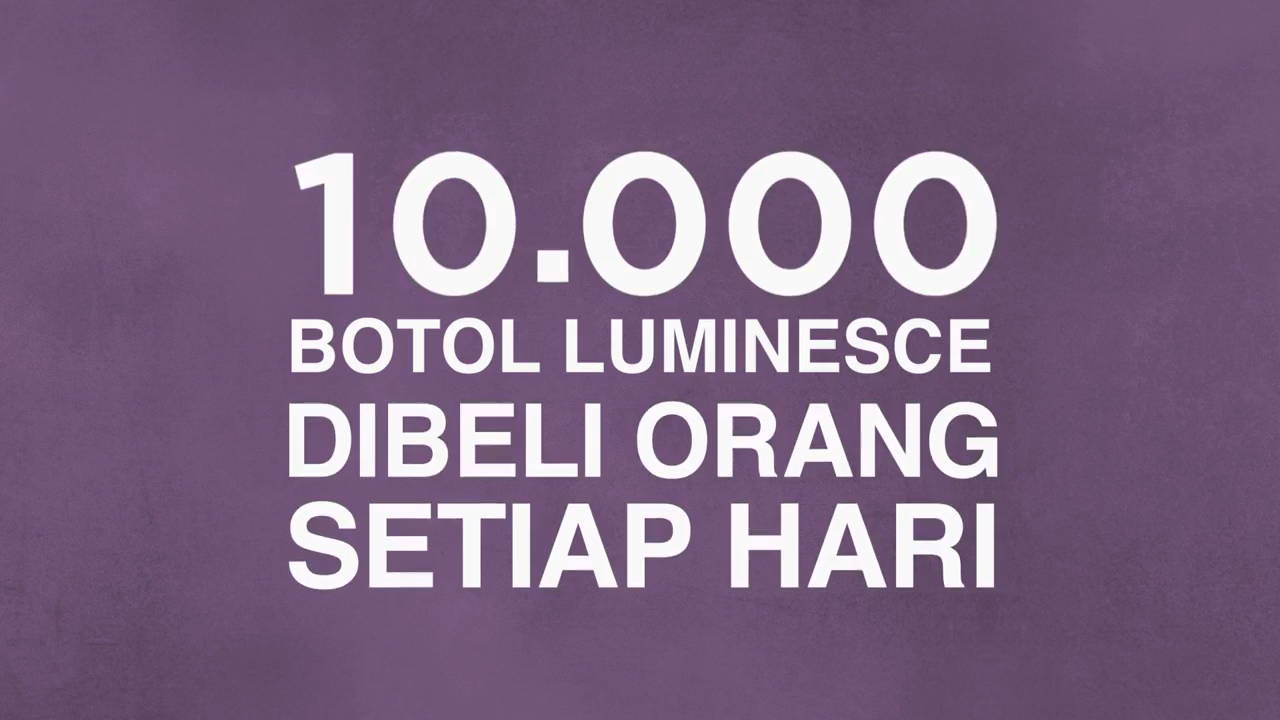 10.000
BOTOL LUMINESCE
DIBELI ORANG
SETIAP HARI